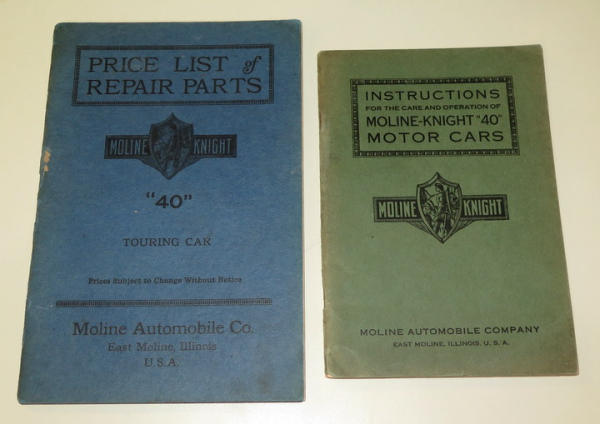 PRICE LIST of
REPAIR PARTS
MOLINE KNIGHT
"40"
TOURING CAR
Prices Subject to Change Without Notice
Moline Automobile Co.
East Moline, Illinois
U.S.A.
INSTRUCTIONS
FOR THE CARE AND OPERATION OF
MOLINE-KNIGHT "40"
MOTOR CARS
MOLINE KNIGHT
MOLINE AUTOMOBILE COMPANY
EAST MOLINE, ILLINOIS, U. S. A.